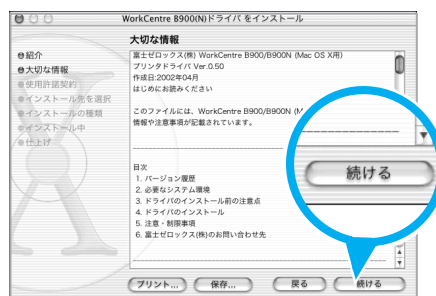 WorkCentre B900(N)ドライバ をインストール
大切な情報
紹介
大切な情報
使用許諾契約
インストール先を選択
インストールの種類
インストール中
仕上げ
富士ゼロックス(株) WorkCentre B900/B900N (Mac OS X用)
プリンタドライバ Ver.0.50
作成日:2002年04月
はじめにお読みください
このファイルには、WorkCentre B900/B900N (M
情報や注意事項が記載されています。
目次
1. バージョン履歴
2. 必要なシステム環境
3. ドライバのインストール前の注意点
4. ドライバのインストール
5. 注意・制限事項
6. 富士ゼロックス(株)のお問い合わせ先
続ける
プリント...
保存...
戻る
続ける